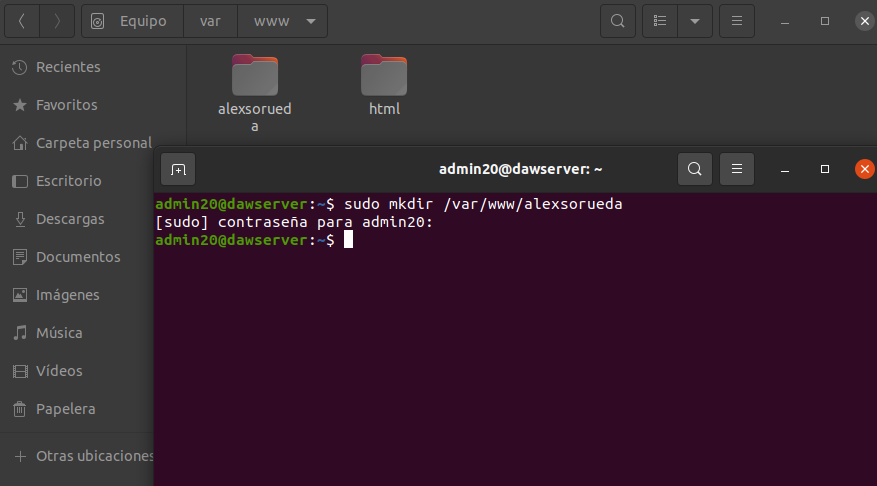 Equipo
var
www
Recientes
Favoritos
Carpeta personal
Escritorio
Descargas
Documentos
Imágenes
Música
Vídeos
Papelera
Otras ubicaciones
alexsorued
a
html
admin20@dawserver: ~
admin20@dawserver:~$ sudo mkdir /var/www/alexsorueda
[sudo] contraseña para admin20:
admin20@dawserver:~$